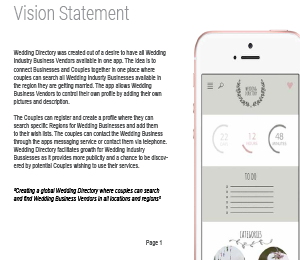 Vision Statement
Wedding Directory was created out of a desire to have all Wedding
Industry Business Vendors available in one app. The idea is to
connect Businesses and Couples together in one place where
couples can search all Wedding Industry Businesses available in
the region they are getting married. The app allows Wedding
Business Vendors to control their own profile by adding their own
pictures and description.
The Couples can register and create a profile where they can
search specific Regions for Wedding Businesses and add them
to their wish lists. The couples can contact the Wedding Business
through the apps messaging service or contact them via telephone.
Wedding Directory facilitates growth for Wedding Industry
Businesses as it provides more publicity and a chance to be discov-
ered by potential Couples wishing to use their services.
"Creating a global Wedding Directory where couples can search
and find Wedding Business Vendors in all locations and regions"
Page 1
22
12
48
TO DO
CATEGORIES